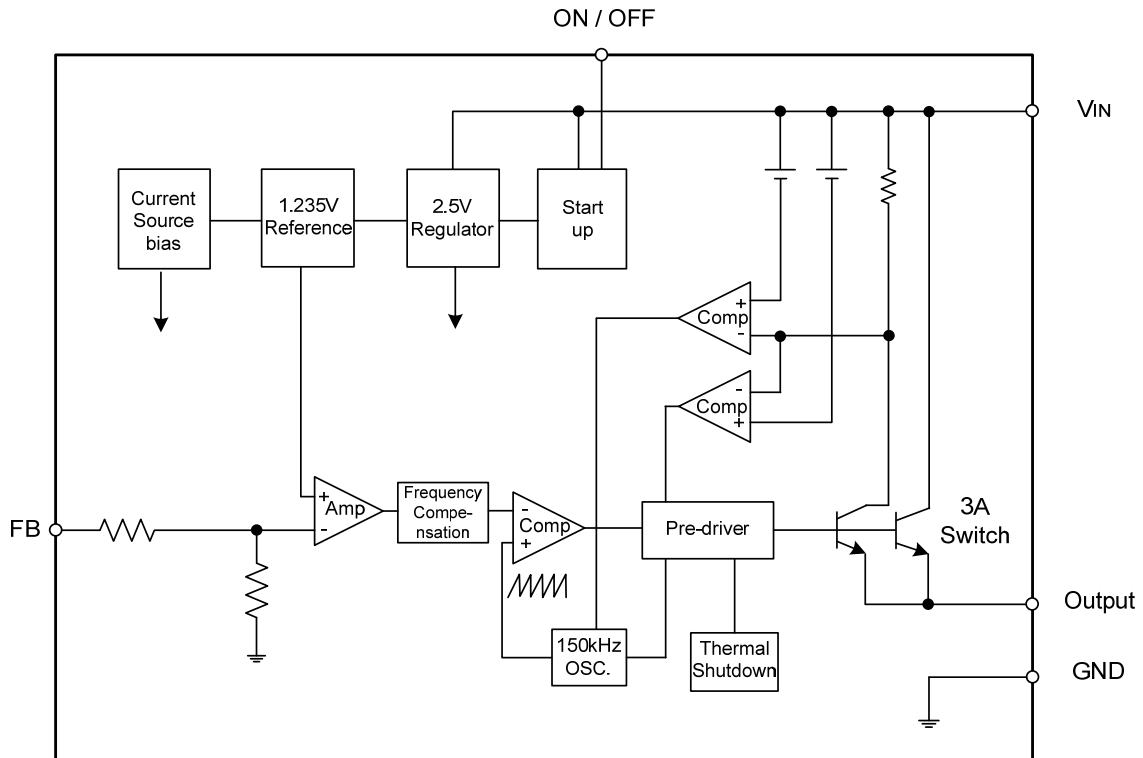 ON / OFF
VIN
Current
Source
bias
1.235V
Reference
2.5V
Regulator
Start
up
+
Comp
-
-
Comp
+
FB
+
Amp
-
Frequency
Compe-
nsation
-
Comp
+
Pre-driver
3A
Switch
150kHz
OSC.
Thermal
Shutdown
Output
GND